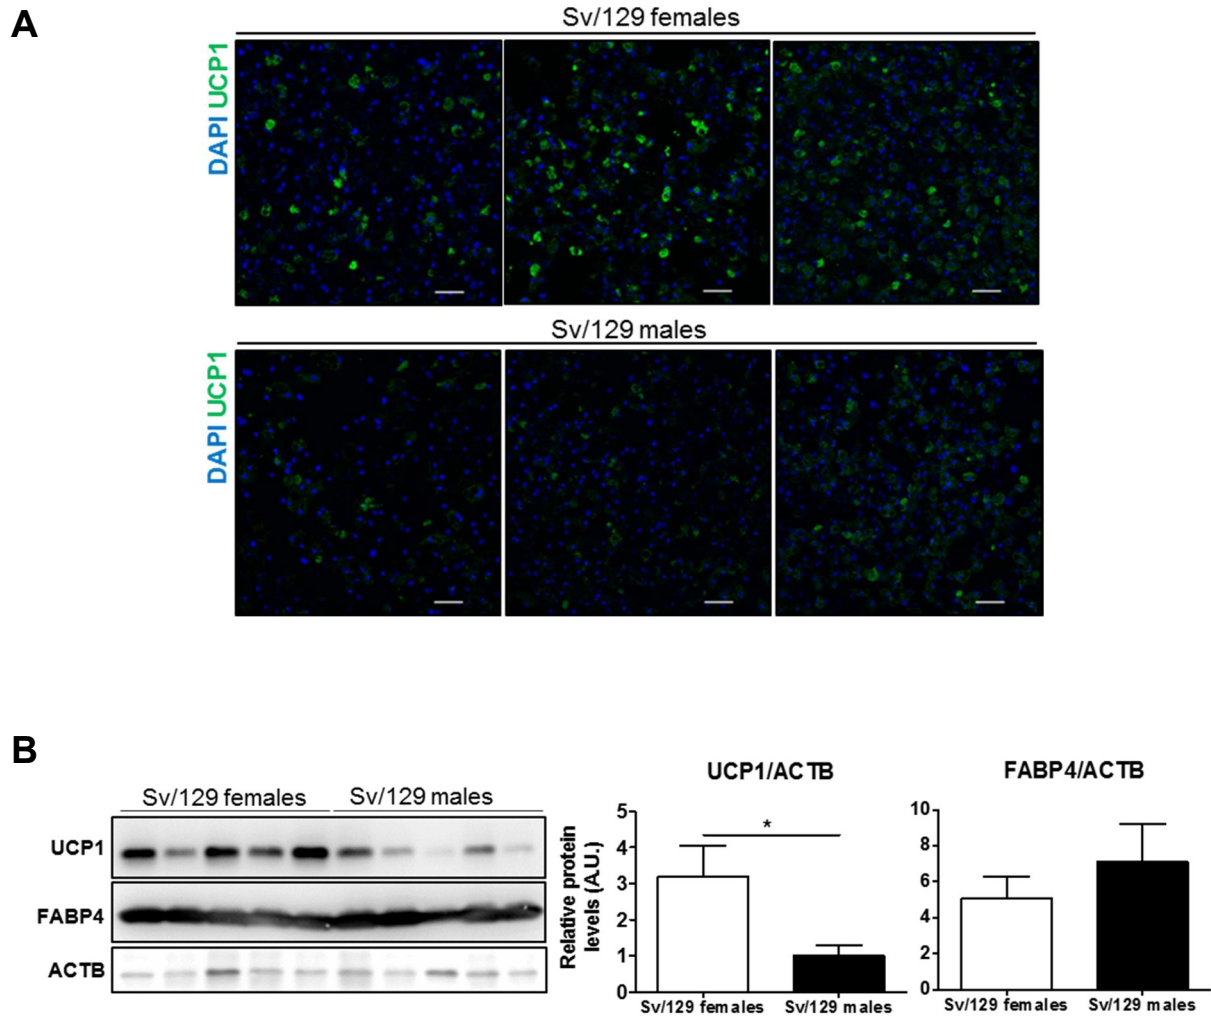 A
Sv/129 females
DAPI UCP1
Sv/129 males
DAPI UCP1
B
Sv/129 females Sv/129 males
UCP1
FABP4
ACTB
UCP1/ACTB
Relative protein
levels (A.U.)
5
4
3
2
1
0
*
Sv/129 females Sv/129 males
FABP4/ACTB
10
8
6
4
2
0
Sv/129 females Sv/129 males